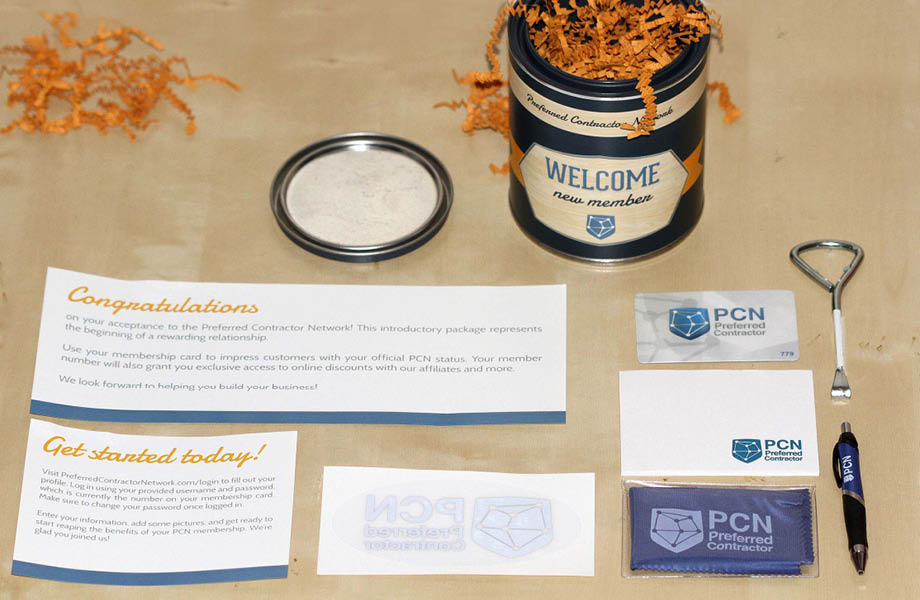 Preferred Contractor Network
WELCOME
new member
Congratulations
on your acceptance to the Preferred Contractor Network! This introductory package represents
the beginning of a rewarding relationship.
Use your membership card to impress customers with your official PCN status. Your member
number will also grant you exclusive access to online discounts with our affiliates and more.
We look forward to helping you build your business!
PCN
Preferred
Contractor
779
PCN
Preferred
Contractor
Get started today!
Visit PreferredContractorNetwork.com/login to fill out your
profile. Log in using your provided username and password,
which is currently the number on your membership card.
Make sure to change your password once logged in.
Enter your information, add some pictures, and get ready to
start reaping the benefits of your PCN membership. We're
glad you joined us!
PCN
Preferred
Contractor
PCN
Preferred
Contractor
PCN